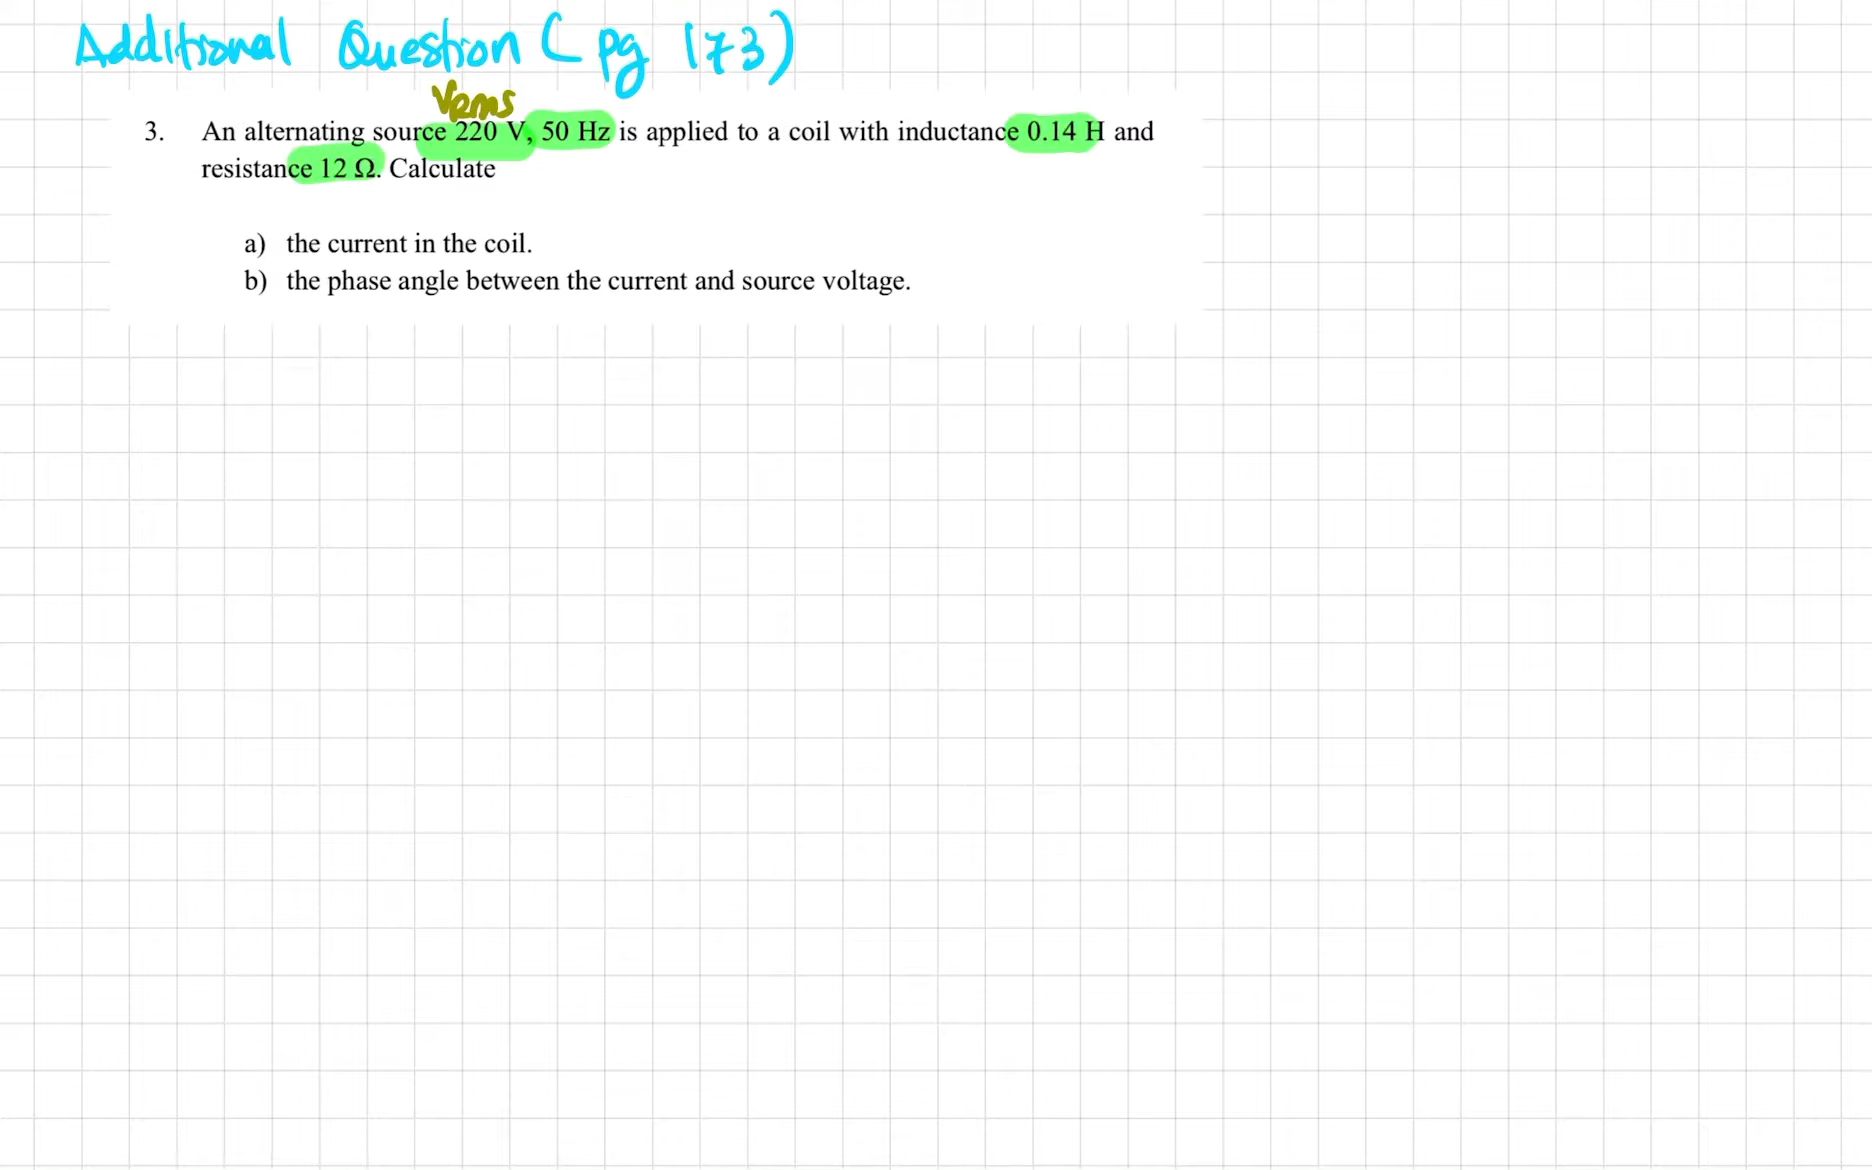 Additional Question (pg 173)
Vrms
3. An alternating source 220 V, 50 Hz is applied to a coil with inductance 0.14 H and
resistance 12 Ω. Calculate
a) the current in the coil.
b) the phase angle between the current and source voltage.